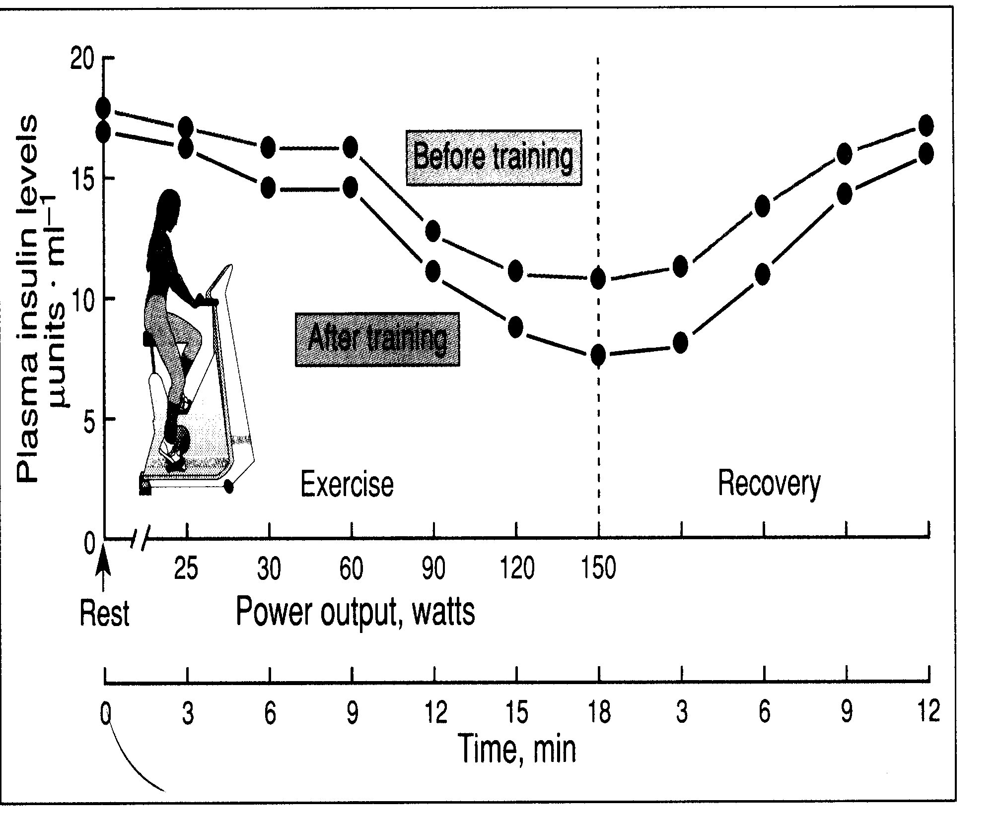 20
15
10
5
0
Plasma insulin levels
μunits · ml–1
Before training
After training
Exercise
Recovery
25 30 60 90 120 150
Rest
Power output, watts
0 3 6 9 12 15 18 3 6 9 12
Time, min